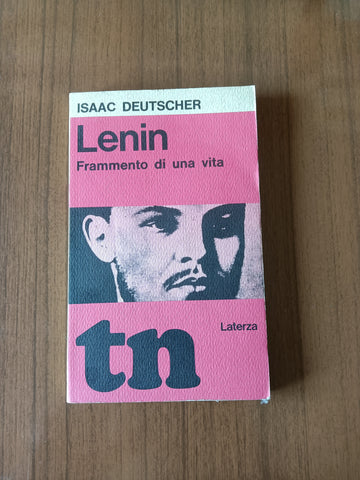 ISAAC DEUTSCHER
Lenin
Frammento di una vita
Laterza
tn